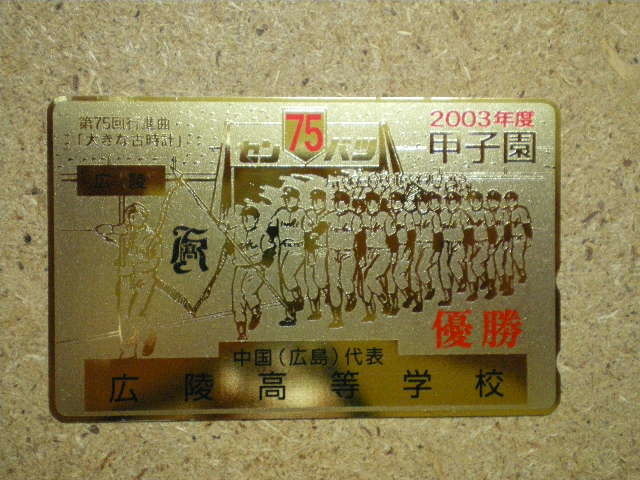 第75回行進曲
「大きな古時計」
75
センバツ
2003年度
甲子園
広陵
優勝
中国(広島)代表
広陵高等学校